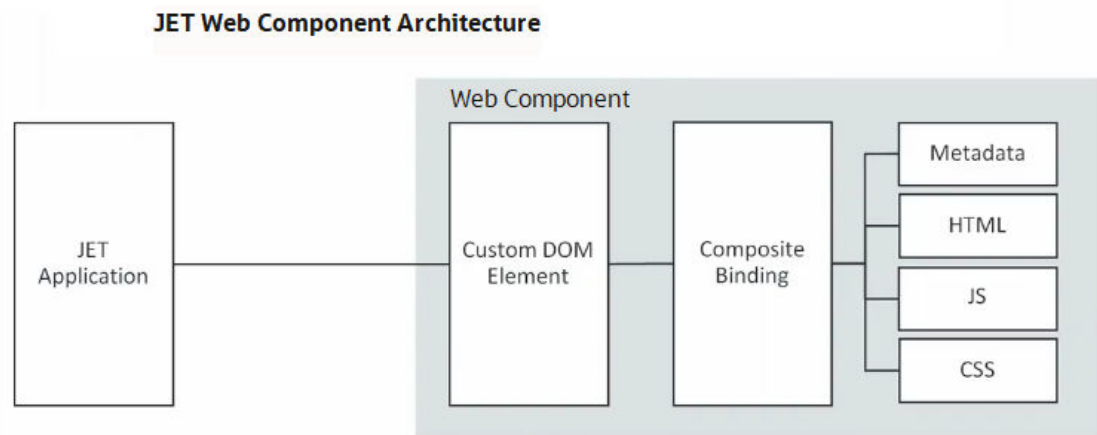 JET Web Component Architecture
Web Component
JET
Application
Custom DOM
Element
Composite
Binding
Metadata
HTML
JS
CSS